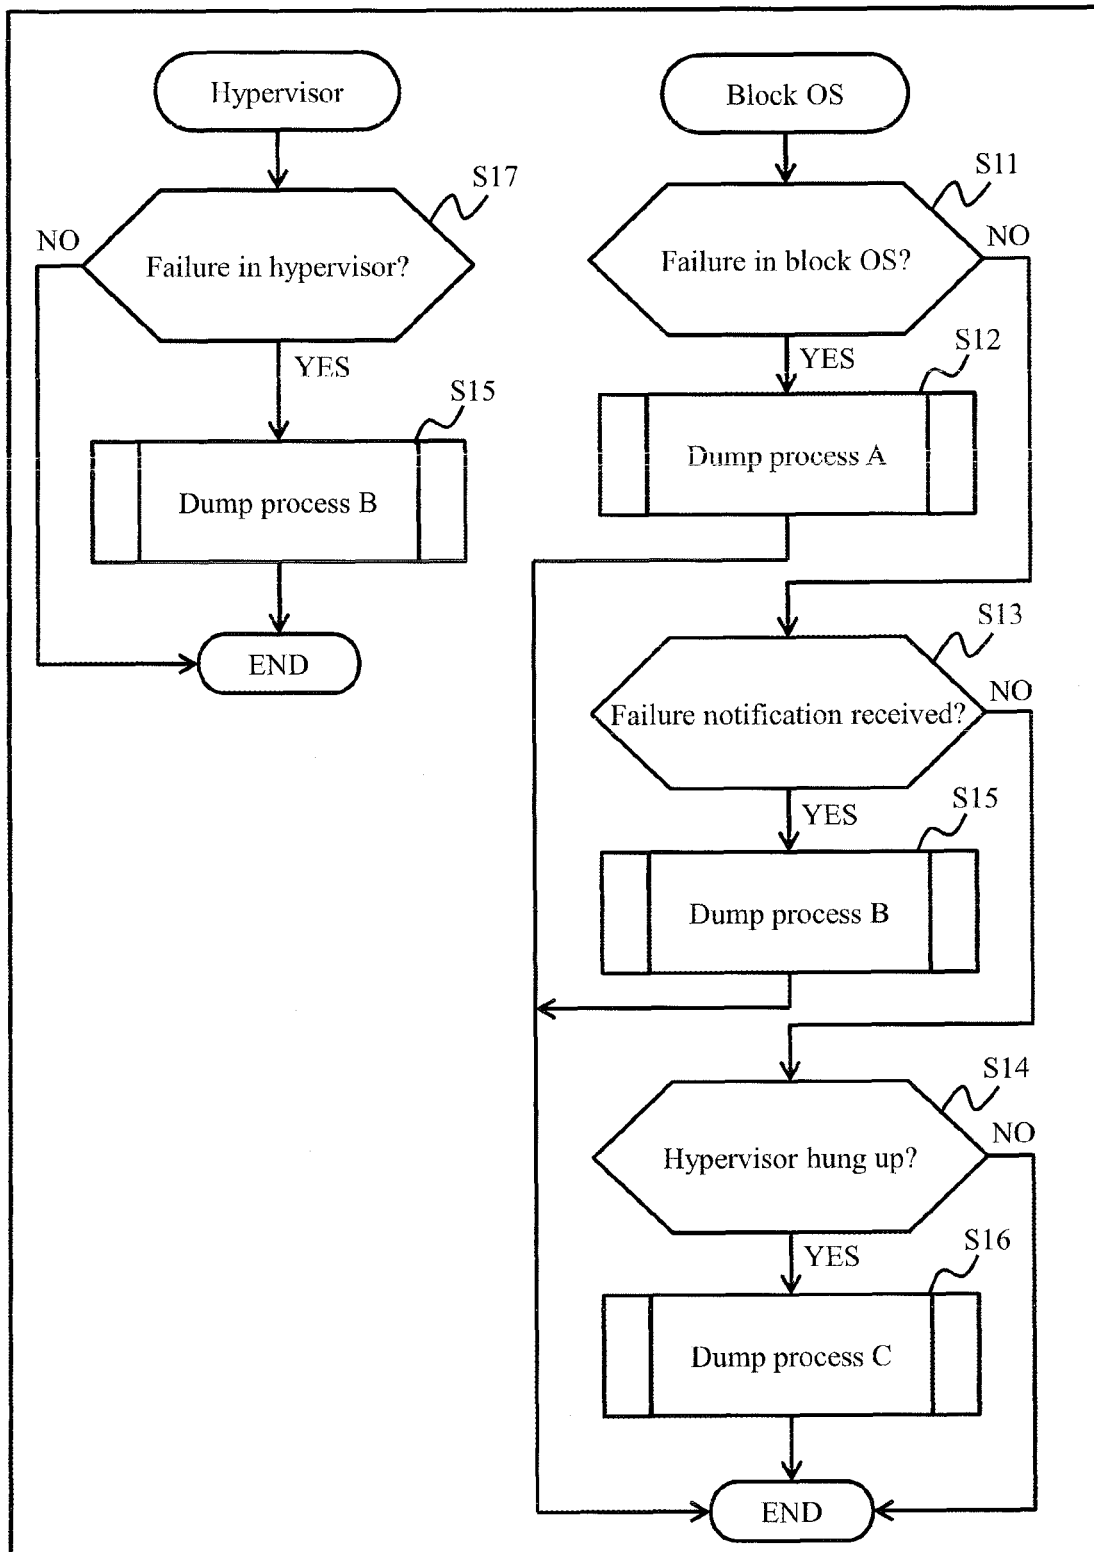 Hypervisor
S17
Failure in hypervisor?
NO
YES
S15
Dump process B
END
Block OS
S11
Failure in block OS?
NO
YES
S12
Dump process A
S13
Failure notification received?
NO
YES
S15
Dump process B
S14
Hypervisor hung up?
NO
YES
S16
Dump process C
END